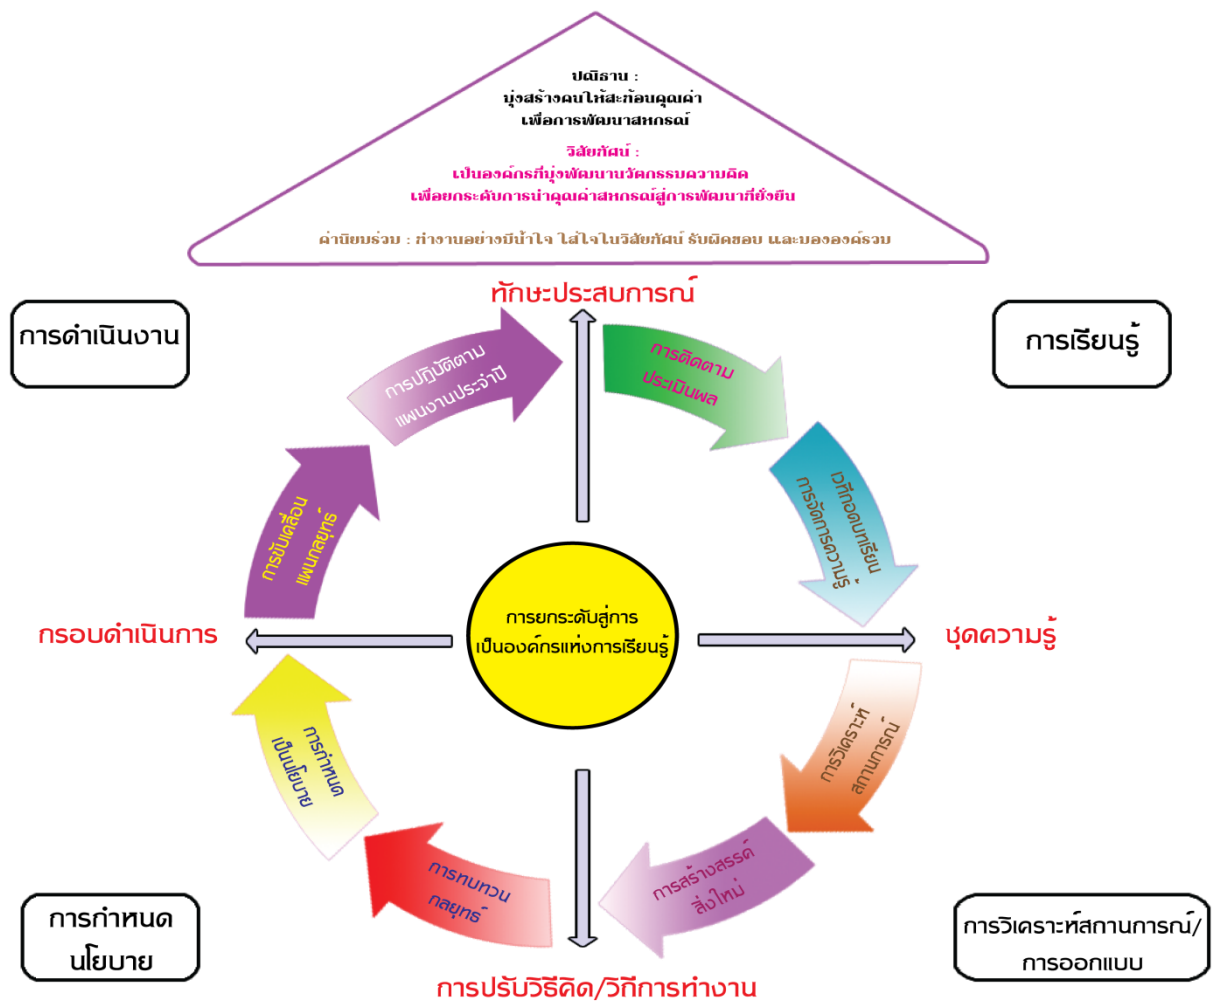 ปณิธาน :
มุ่งสร้างคนให้สะท้อนคุณค่า
เพื่อการพัฒนาสหกรณ์
วิสัยทัศน์ :
เป็นองค์กรที่มุ่งพัฒนานวัตกรรมความคิด
เพื่อยกระดับการนำคุณค่าสหกรณ์สู่การพัฒนาที่ยั่งยืน
ค่านิยมร่วม : ทำงานอย่างมีน้ำใจ ใส่ใจในวิสัยทัศน์ รับผิดชอบ และมององค์รวม
ทักษะประสบการณ์
การดำเนินงาน
การเรียนรู้
การปฏิบัติตาม
แผนงานประจำปี
การติดตาม
ประเมินผล
การขับเคลื่อน
แผนกลยุทธ์
เวทีถอดบทเรียน
การจัดการความรู้
การยกระดับสู่การ
เป็นองค์กรแห่งการเรียนรู้
กรอบดำเนินการ
ชุดความรู้
การกำหนด
เป็นนโยบาย
การวิเคราะห์
สถานการณ์
การทบทวน
กลยุทธ์
การสร้างสรรค์
สิ่งใหม่
การกำหนด
นโยบาย
การวิเคราะห์สถานการณ์/
การออกแบบ
การปรับวิธีคิด/วิถีการทำงาน